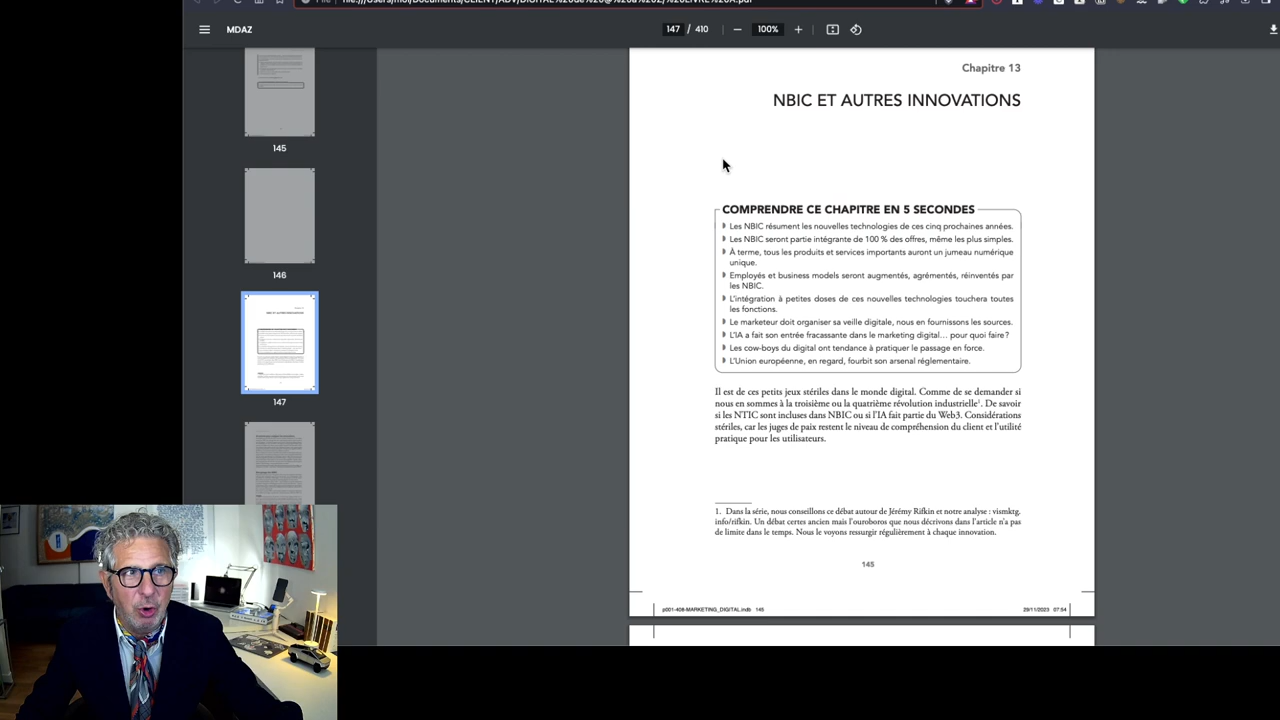 MDAZ
147 / 410
100%
145
146
147
Chapitre 13
NBIC ET AUTRES INNOVATIONS
COMPRENDRE CE CHAPITRE EN 5 SECONDES
Les NBIC résument les nouvelles technologies de ces cinq prochaines années.
Les NBIC seront partie intégrante de 100 % des offres, même les plus simples.
À terme, tous les produits et services importants auront un jumeau numérique
unique.
Employés et business models seront augmentés, agrémentés, réinventés par
les NBIC.
L'intégration à petites doses de ces nouvelles technologies touchera toutes
les fonctions.
Le marketeur doit organiser sa veille digitale, nous en fournissons les sources.
L'IA a fait son entrée fracassante dans le marketing digital… pour quoi faire?
Les cow-boys du digital ont tendance à pratiquer le passage en force.
L'Union européenne, en regard, fourbit son arsenal réglementaire.
Il est de ces petits jeux stériles dans le monde digital. Comme de se demander si
nous en sommes à la troisième ou la quatrième révolution industrielle1. De savoir
si les NTIC sont incluses dans NBIC ou si l'IA fait partie du Web3. Considérations
stériles, car les juges de paix restent le niveau de compréhension du client et l'utilité
pratique pour les utilisateurs.
1. Dans la série, nous conseillons ce débat autour de Jérémy Rifkin et notre analyse : vismktg.
info/rifkin. Un débat certes ancien mais l'ouroboros que nous décrivons dans l'article n'a pas
de limite dans le temps. Nous le voyons ressurgir régulièrement à chaque innovation.
145
p001-408-MARKETING_DIGITAL.indb 145
29/11/2023 07:54